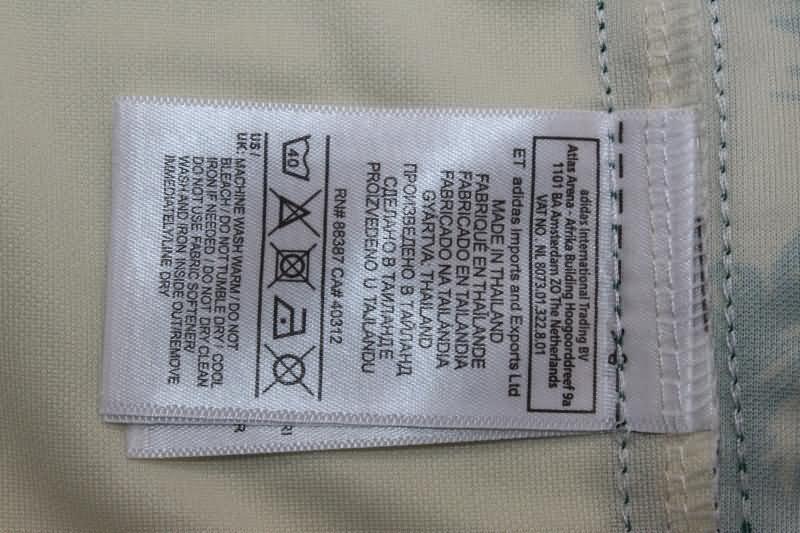 adidas International Trading BV
Atlas Arena - Afrika Building Hoogoorddreef 9a
1101 BA Amsterdam ZO The Netherlands
VAT NO. NL 8073.01.322.B.01
ET adidas Imports and Exports Ltd
MADE IN THAILAND
FABRIQUE EN THAÏLANDE
FABRICADO EN TAILANDIA
FABRICADO NA TAILÂNDIA
GYÁRTVA, THAILAND
ПРОИЗВЕДЕНО В ТАЙЛАНД
СДЕЛАНО В ТАИЛАНДЕ
PROIZVEDENO U TAJLANDU
RN# 88387 CA# 40312
40
US /
UK: MACHINE WASH WARM / DO NOT
BLEACH / DO NOT TUMBLE DRY / COOL
IRON IF NEEDED / DO NOT DRY CLEAN
DO NOT USE FABRIC SOFTENER/
WASH AND IRON INSIDE OUT/REMOVE
IMMEDIATELY/LINE DRY